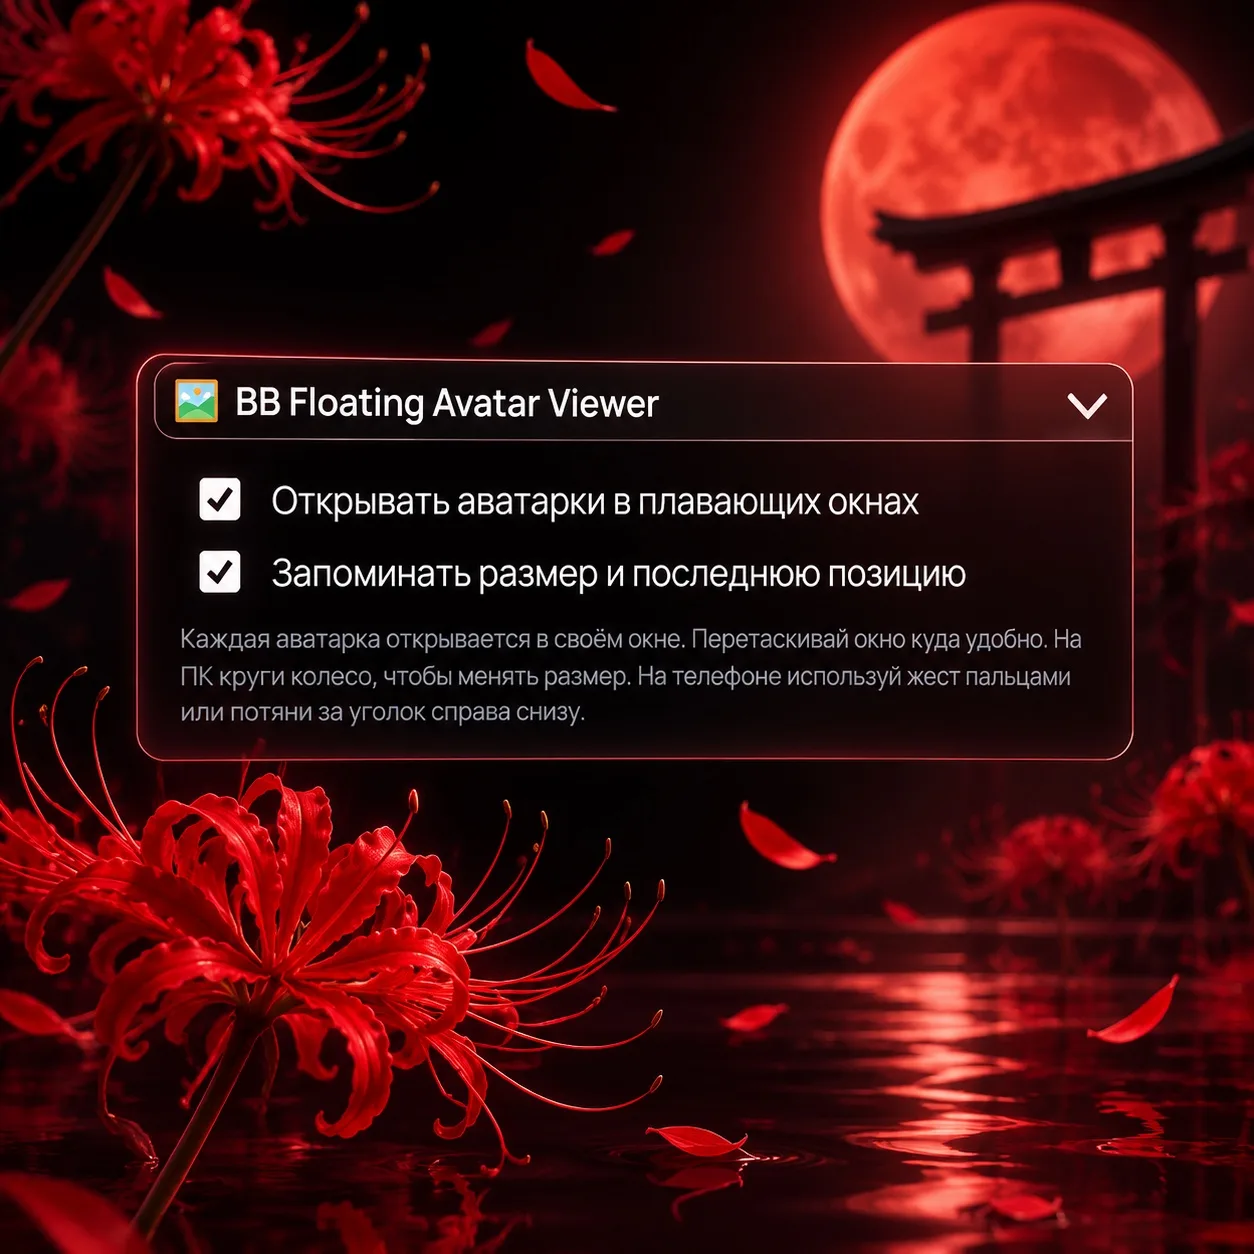 BB Floating Avatar Viewer
Открывать аватарки в плавающих окнах
Запоминать размер и последнюю позицию
Каждая аватарка открывается в своём окне. Перетаскивай окно куда удобно. На
ПК круги колесо, чтобы менять размер. На телефоне используй жест пальцами
или потяни за уголок справа снизу.